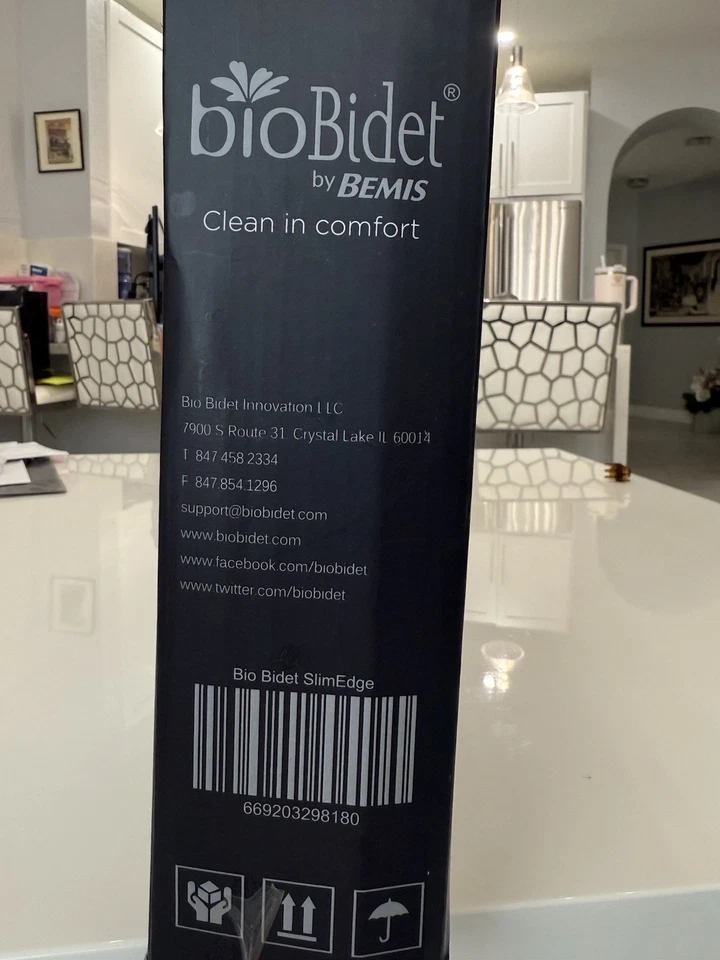 bioBidet®
by BEMIS
Clean in comfort
Bio Bidet Innovation LLC
7900 S Route 31 Crystal Lake IL 60014
T 847.458.2334
F 847.854.1296
support@biobidet.com
www.biobidet.com
www.facebook.com/biobidet
www.twitter.com/biobidet
Bio Bidet SlimEdge
669203298180